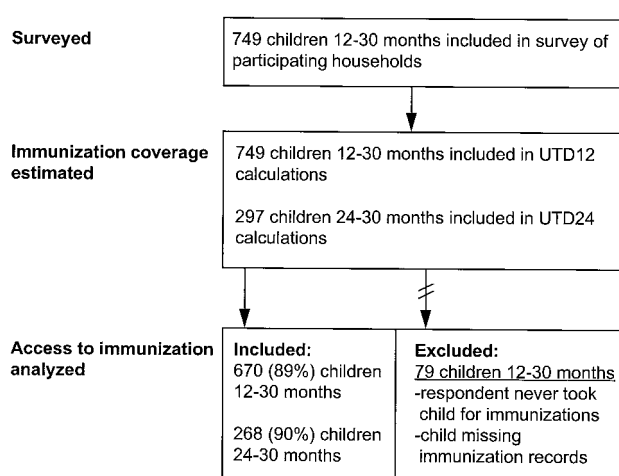 Surveyed
749 children 12-30 months included in survey of
participating households
Immunization coverage
estimated
749 children 12-30 months included in UTD12
calculations
297 children 24-30 months included in UTD24
calculations
Access to immunization
analyzed
Included:
670 (89%) children
12-30 months
268 (90%) children
24-30 months
Excluded:
79 children 12-30 months
-respondent never took
child for immunizations
-child missing
immunization records